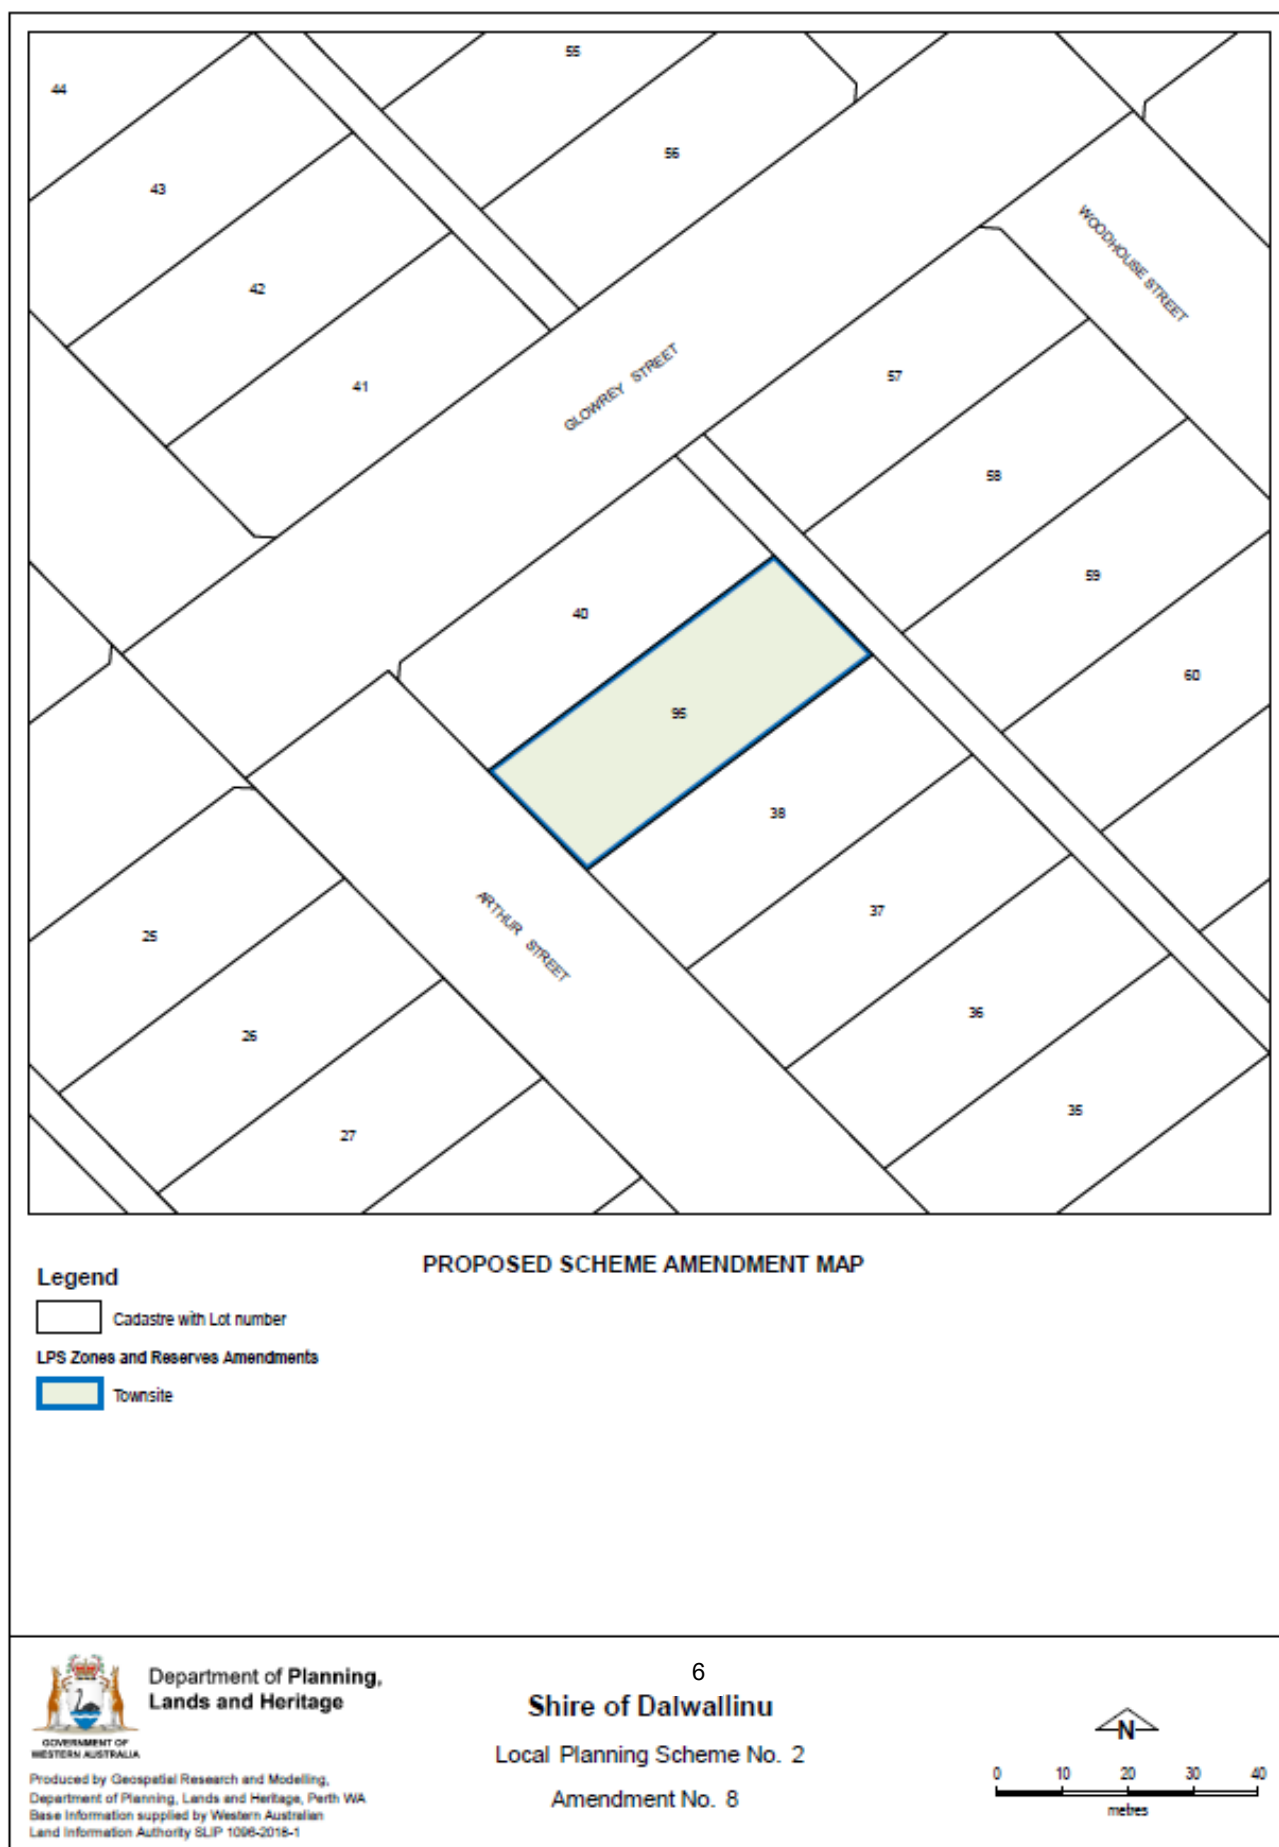 55
44
56
43
WOODHOUSE STREET
42
GLOWREY STREET
57
41
58
59
40
60
95
38
37
ARTHUR STREET
25
36
26
35
27
PROPOSED SCHEME AMENDMENT MAP
Legend
Cadastre with Lot number
LPS Zones and Reserves Amendments
Townsite
GOVERNMENT OF
WESTERN AUSTRALIA
Department of Planning,
Lands and Heritage
Produced by Geospatial Research and Modelling,
Department of Planning, Lands and Heritage, Perth WA
Base Information supplied by Western Australian
Land Information Authority SLIP 1096-2018-1
6
Shire of Dalwallinu
Local Planning Scheme No. 2
Amendment No. 8
N
0 10 20 30 40
metres